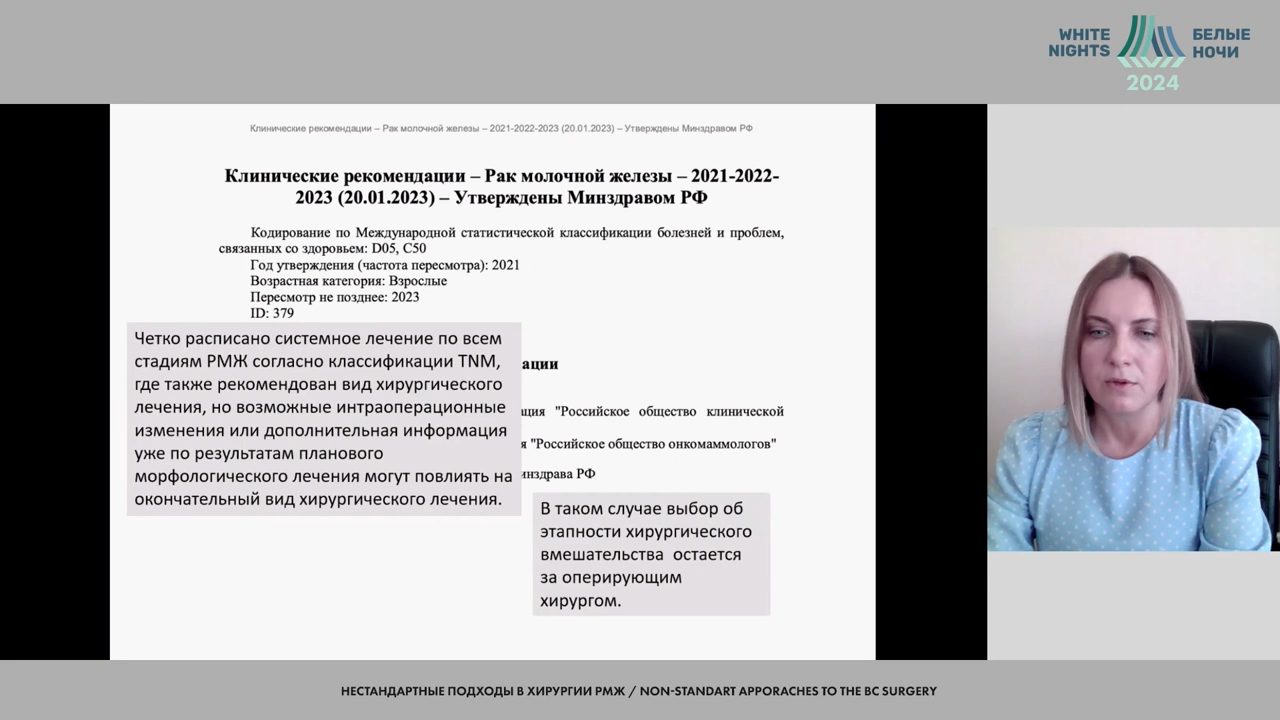 WHITE NIGHTS
БЕЛЫЕ НОЧИ
2024
Клинические рекомендации – Рак молочной железы – 2021-2022-2023 (20.01.2023) – Утверждены Минздравом РФ
Клинические рекомендации – Рак молочной железы – 2021-2022-
2023 (20.01.2023) – Утверждены Минздравом РФ
Кодирование по Международной статистической классификации болезней и проблем,
связанных со здоровьем: D05, C50
Год утверждения (частота пересмотра): 2021
Возрастная категория: Взрослые
Пересмотр не позднее: 2023
ID: 379
Четко расписано системное лечение по всем
стадиям РМЖ согласно классификации TNM,
где также рекомендован вид хирургического
лечения, но возможные интраоперационные
изменения или дополнительная информация
уже по результатам планового
морфологического лечения могут повлиять на
окончательный вид хирургического лечения.
"Российское общество клинической
"Российское общество онкомаммологов"
РФ
В таком случае выбор об
этапности хирургического
вмешательства остается
за оперирующим
хирургом.
НЕСТАНДАРТНЫЕ ПОДХОДЫ В ХИРУРГИИ РМЖ / NON-STANDART APPORACHES TO THE BC SURGERY